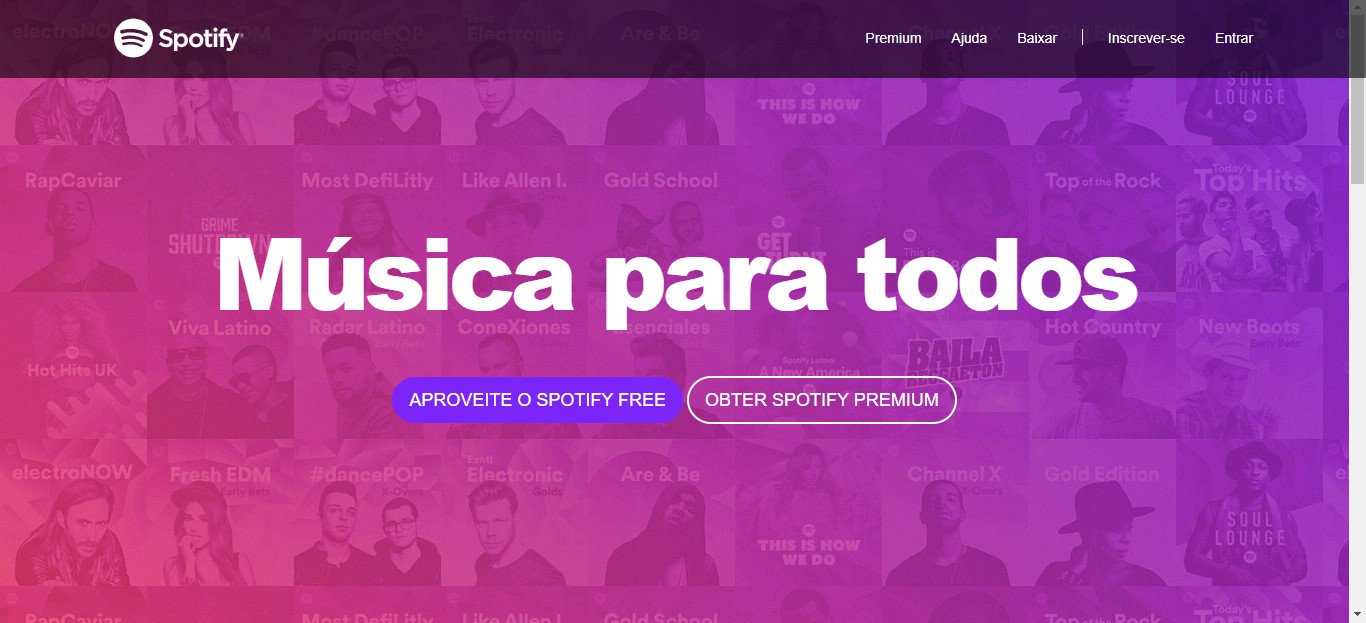 electroNOW
Fresh EDM
#dancePOP
Esntl
Electronic
Are & Be
Spotify
Premium
Ajuda
Baixar
Inscrever-se
Entrar
THIS IS HOW
WE DO
SOUL
LOUNGE
RapCaviar
GRIME
SHUTDOWN
Most DefiLitly
Like Allen I.
Gold School
GET
TURNT
This is:
Top of the Rock
Today's
Top Hits
Música para todos
Hot Hits UK
Viva Latino
Radar Latino
Early Bets
ConeXiones
Esenciales
Spotify Latino:
A New America
BAILA
REGGAETON
Hot Country
New Boots
Early Bets
APROVEITE O SPOTIFY FREE
OBTER SPOTIFY PREMIUM
electroNOW
Fresh EDM
Early Bets
#dancePOP
X-Overs
Esntl
Electronic
Golds
Are & Be
THIS IS HOW
WE DO
Channel X
X-Overs
Gold Edition
SOUL
LOUNGE
RapCaviar
Most DefiLitly
Like Allen I.
Gold School
Top of the Rock
Today's
Top Hits